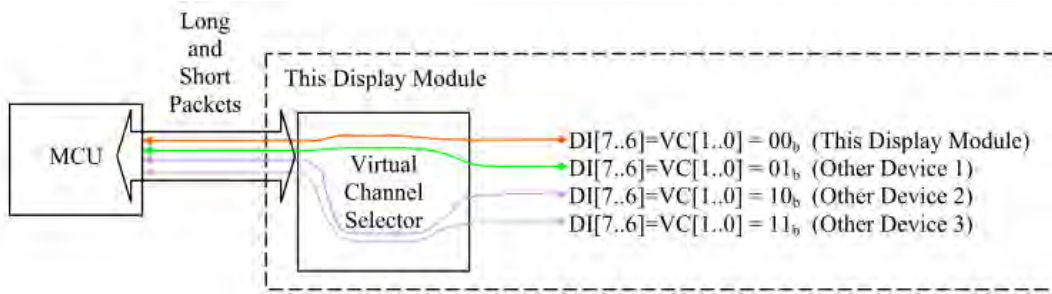 Long
and
Short
Packets
This Display Module
MCU
Virtual
Channel
Selector
DI[7..6]=VC[1..0] = 00b (This Display Module)
DI[7..6]=VC[1..0] = 01b (Other Device 1)
DI[7..6]=VC[1..0] = 10b (Other Device 2)
DI[7..6]=VC[1..0] = 11b (Other Device 3)